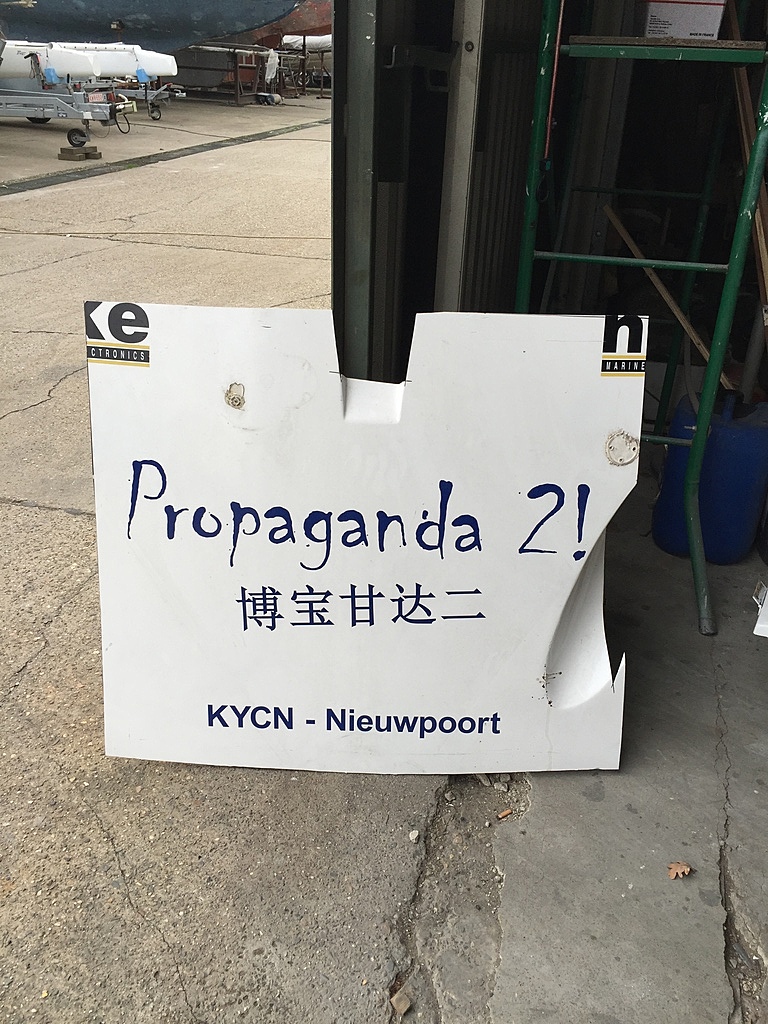 ke
CTRONICS
n
MARINE
Propaganda 2!
博宝甘达二
KYCN - Nieuwpoort